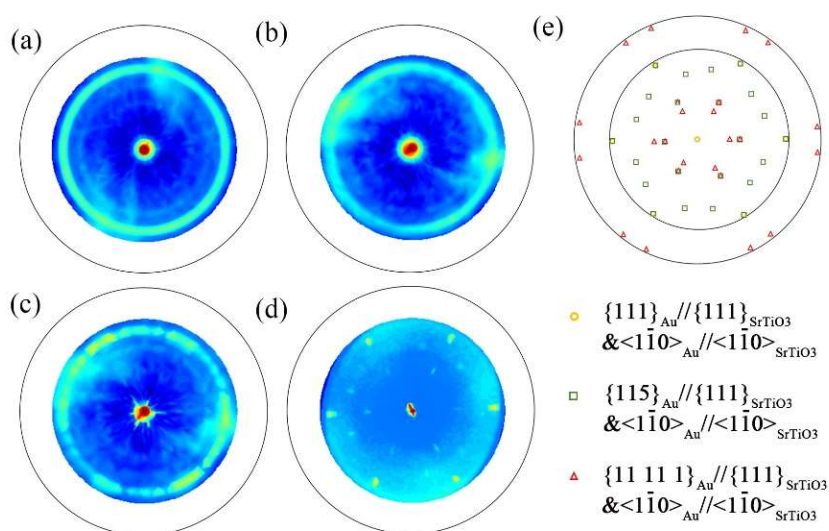 (a)
(b)
(e)
(c)
(d)
{111}Au//{111}SrTiO3
&<11̄0>Au//<11̄0>SrTiO3
{115}Au//{111}SrTiO3
&<11̄0>Au//<11̄0>SrTiO3
{11 11 1}Au//{111}SrTiO3
&<11̄0>Au//<11̄0>SrTiO3